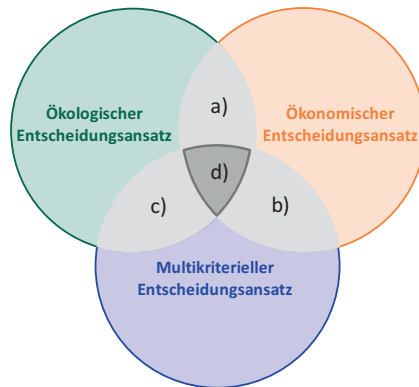 a)
Ökologischer
Entscheidungsansatz
Ökonomischer
Entscheidungsansatz
d)
c)
b)
Multikriterieller
Entscheidungsansatz